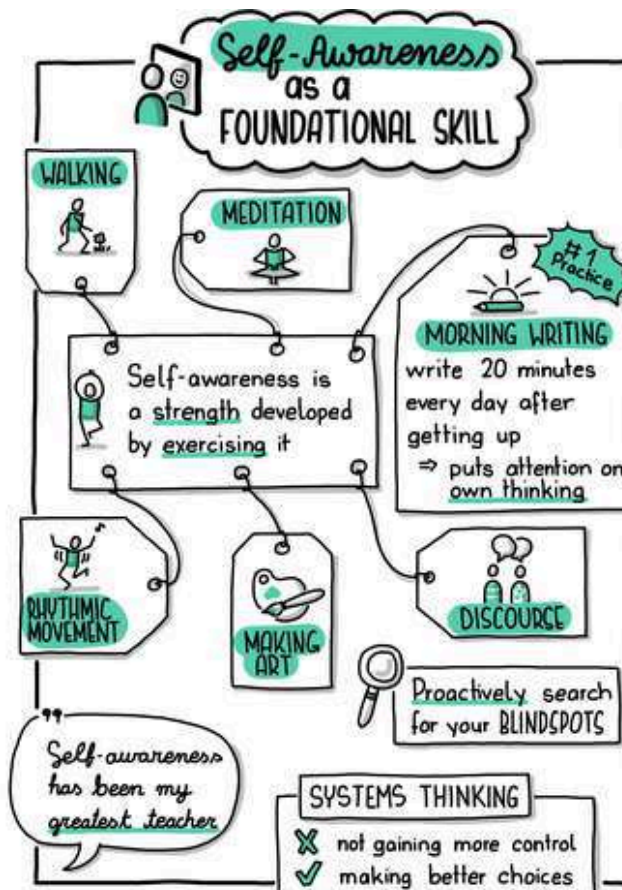 Self-Awareness
as a
FOUNDATIONAL SKILL
WALKING
MEDITATION
#1
Practice
MORNING WRITING
write 20 minutes
every day after
getting up
⇒ puts attention on
own thinking
Self-awareness is
a strength developed
by exercising it
RHYTHMIC
MOVEMENT
MAKING
ART
DISCOURSE
Proactively search
for your BLINDSPOTS
"
Self-awareness
has been my
greatest teacher
SYSTEMS THINKING
✗ not gaining more control
✓ making better choices